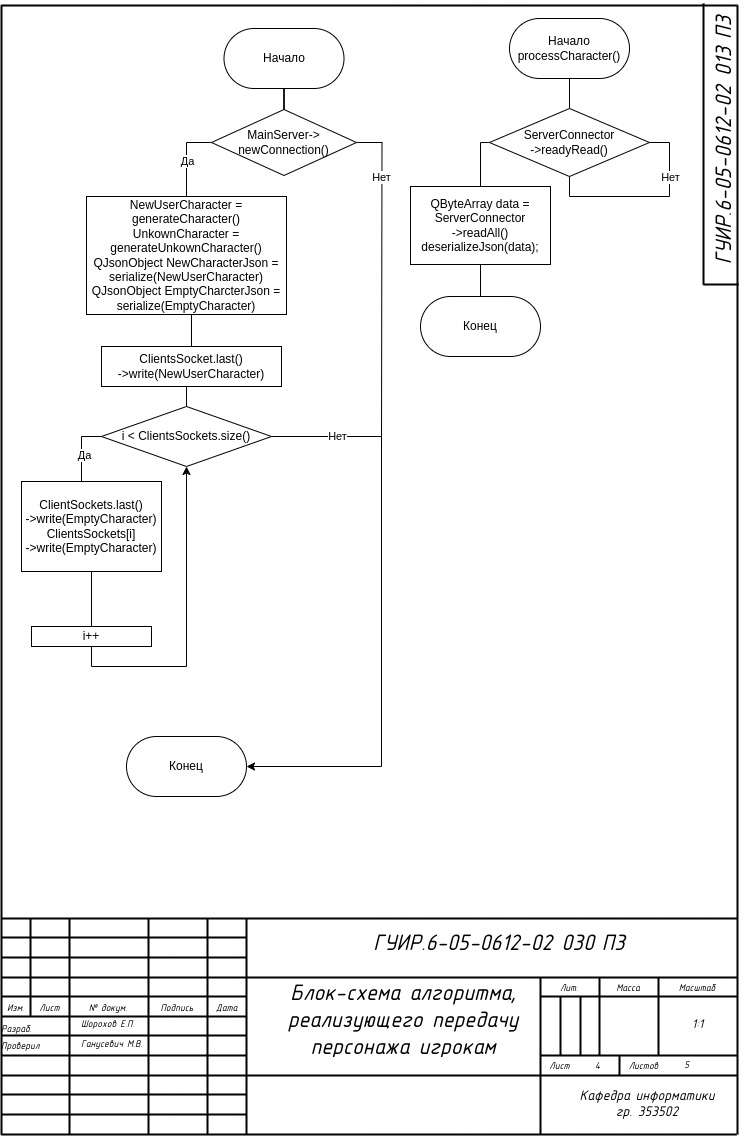 Начало
MainServer->
newConnection()
Да
Нет
NewUserCharacter =
generateCharacter()
UnkownCharacter =
generateUnkownCharacter()
QJsonObject NewCharacterJson =
serialize(NewUserCharacter)
QJsonObject EmptyCharcterJson =
serialize(EmptyCharacter)
ClientsSocket.last()
->write(NewUserCharacter)
i < ClientsSockets.size()
Нет
Да
ClientSockets.last()
->write(EmptyCharacter)
ClientsSockets[i]
->write(EmptyCharacter)
i++
Конец
Начало
processCharacter()
ServerConnector
->readyRead()
Нет
QByteArray data =
ServerConnector
->readAll()
deserializeJson(data);
Конец
ГУИР.6-05-0612-02 013 ПЗ
ГУИР.6-05-0612-02 030 ПЗ
Блок-схема алгоритма,
реализующего передачу
персонажа игрокам
Изм. Лист № докум. Подпись Дата
Разраб. Шорохов Е.П.
Проверил Ганусевич М.В.
Лит. Масса Масштаб
1:1
Лист 4 Листов 5
Кафедра информатики
гр. 353502